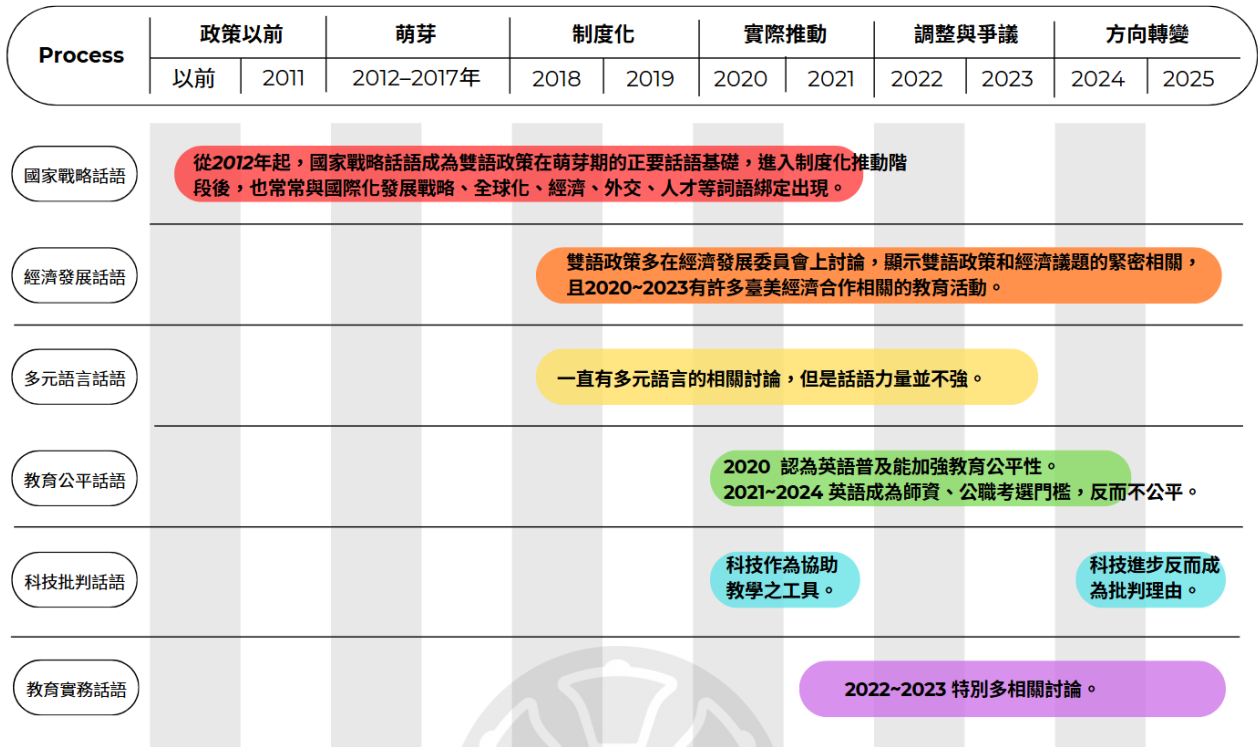 Process
政策以前 萌芽 制度化 實際推動 調整與爭議 方向轉變
以前 2011 2012–2017年 2018 2019 2020 2021 2022 2023 2024 2025
國家戰略話語
從2012年起，國家戰略話語成為雙語政策在萌芽期的正要話語基礎，進入制度化推動階
段後，也常常與國際化發展戰略、全球化、經濟、外交、人才等詞語綁定出現。
經濟發展話語
雙語政策多在經濟發展委員會上討論，顯示雙語政策和經濟議題的緊密相關，
且2020~2023有許多臺美經濟合作相關的教育活動。
多元語言話語
一直有多元語言的相關討論，但是話語力量並不強。
教育公平話語
2020 認為英語普及能加強教育公平性。
2021~2024 英語成為師資、公職考選門檻，反而不公平。
科技批判話語
科技作為協助
教學之工具。
科技進步反而成
為批判理由。
教育實務話語
2022~2023 特別多相關討論。